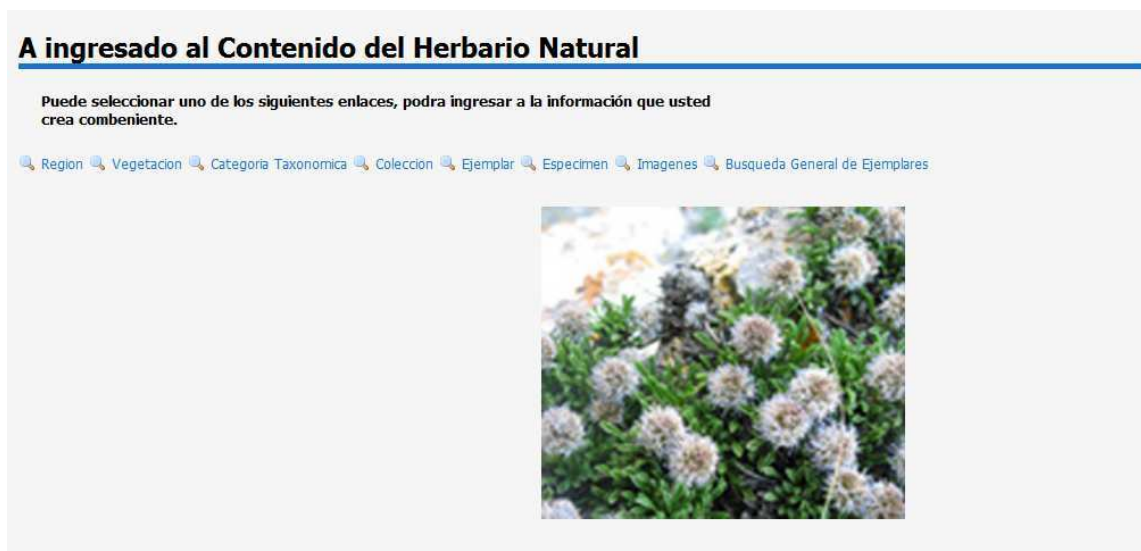 A ingresado al Contenido del Herbario Natural
Puede seleccionar uno de los siguientes enlaces, podra ingresar a la información que usted
crea combeniente.
Region Vegetacion Categoria Taxonomica Coleccion Ejemplar Especimen Imagenes Busqueda General de Ejemplares